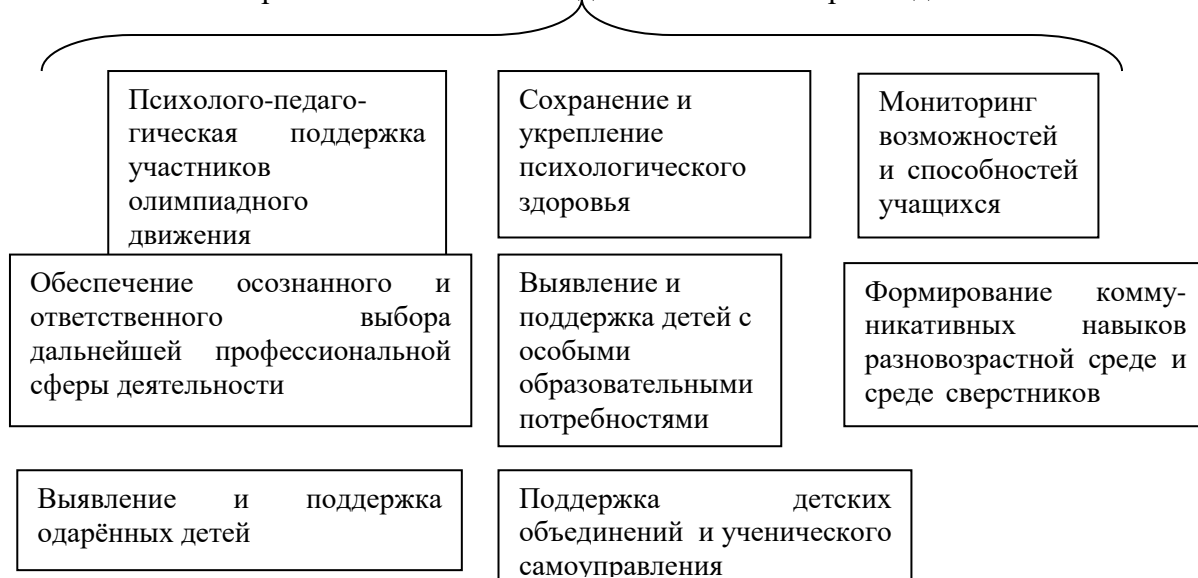 Психолого-педаго-
гическая поддержка
участников
олимпиадного
движения
Сохранение и
укрепление
психологического
здоровья
Мониторинг
возможностей
и способностей
учащихся
Обеспечение осознанного и
ответственного выбора
дальнейшей профессиональной
сферы деятельности
Выявление и
поддержка детей с
особыми
образовательными
потребностями
Формирование комму-
никативных навыков
разновозрастной среде и
среде сверстников
Выявление и поддержка
одарённых детей
Поддержка детских
объединений и ученического
самоуправления